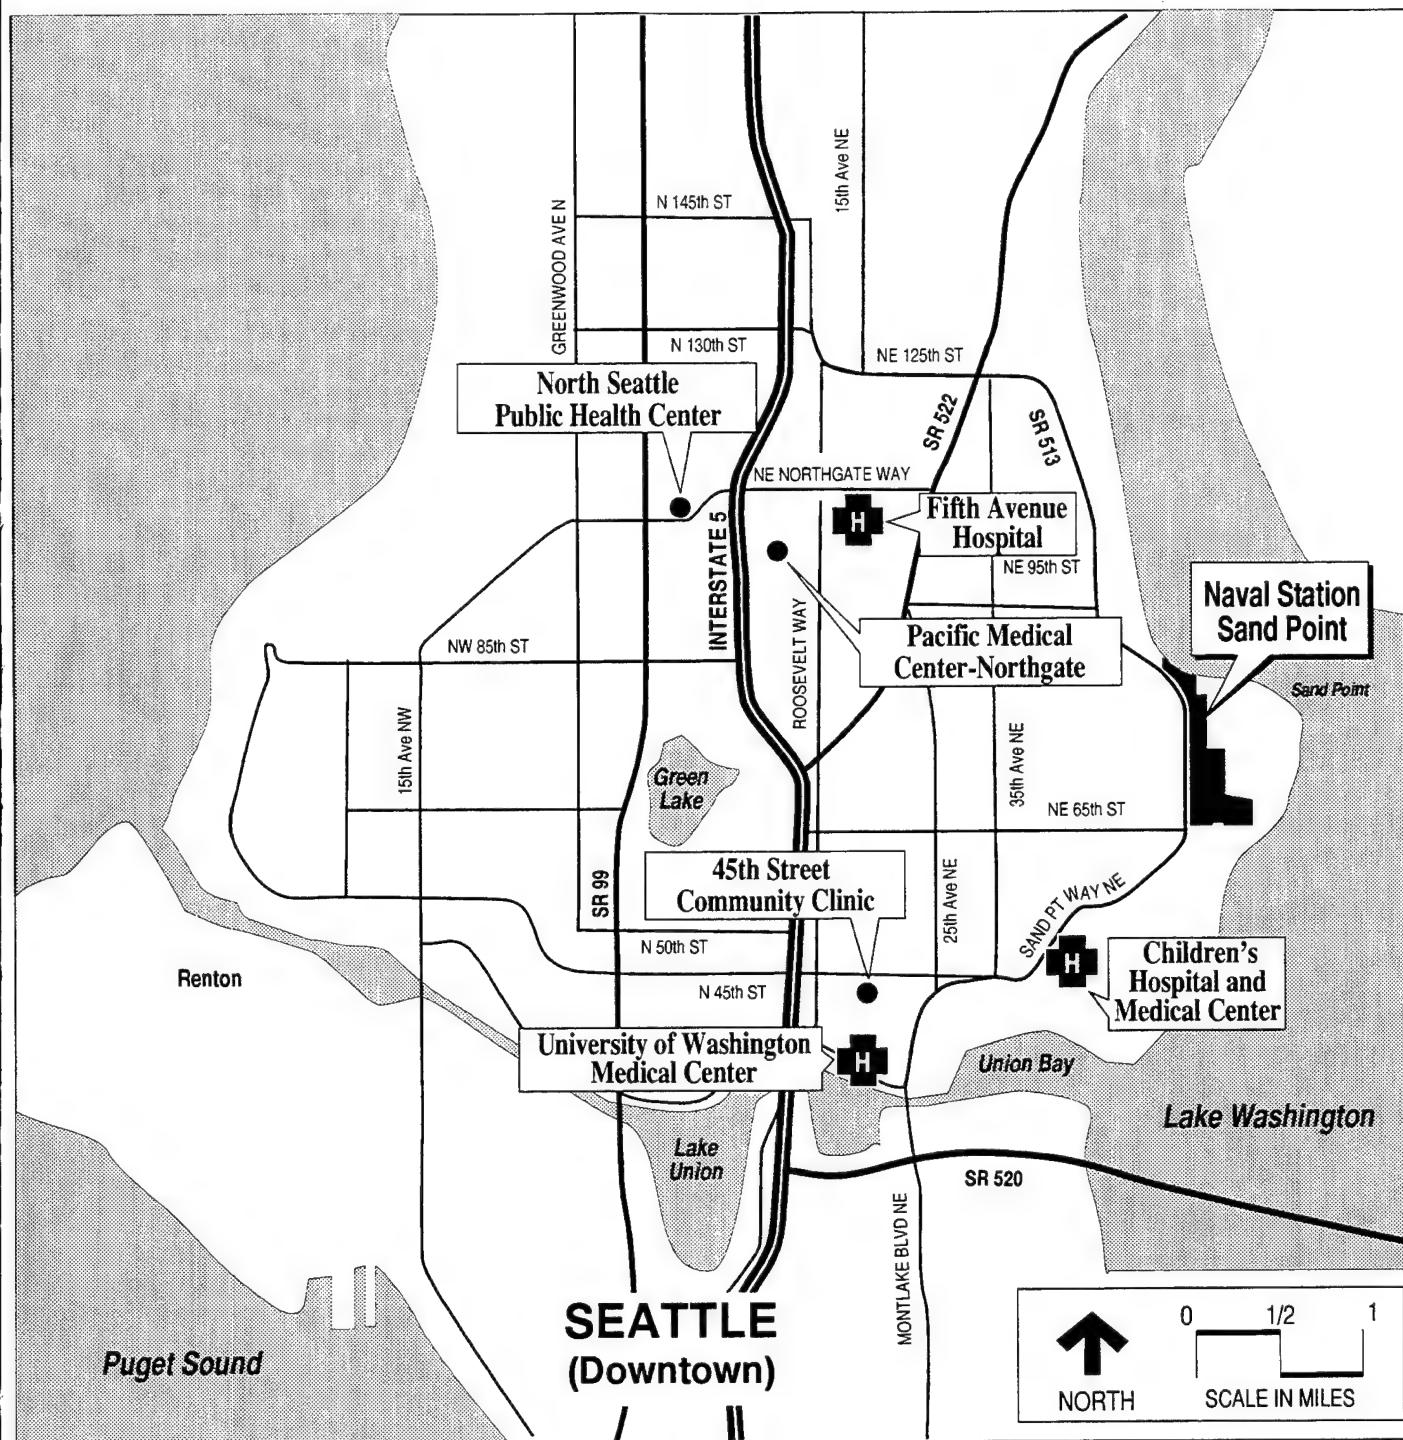 15th Ave NE
N 145th ST
GREENWOOD AVE N
N 130th ST
NE 125th ST
North Seattle
Public Health Center
SR 522
SR 513
NE NORTHGATE WAY
H
Fifth Avenue
Hospital
INTERSTATE 5
NE 95th ST
Naval Station
Sand Point
ROOSEVELT WAY
Pacific Medical
Center-Northgate
NW 85th ST
Sand Point
15th Ave NW
35th Ave NE
Green
Lake
NE 65th ST
45th Street
Community Clinic
SR 99
25th Ave NE
SAND PT WAY NE
N 50th ST
H
Children's
Hospital and
Medical Center
Renton
N 45th ST
University of Washington
Medical Center
H
Union Bay
Lake Washington
Lake
Union
SR 520
MONTLAKE BLVD NE
SEATTLE
(Downtown)
Puget Sound
0 1/2 1
NORTH
SCALE IN MILES